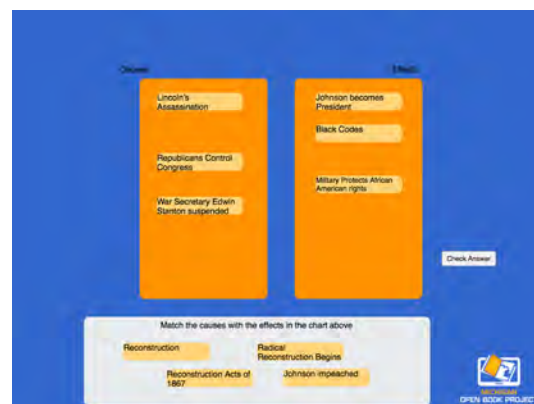 Causes
Effects
Lincoln's
Assassination
Johnson becomes
President
Black Codes
Republicans Control
Congress
Military Protects African
American rights
War Secretary Edwin
Stanton suspended
Check Answer
Match the causes with the effects in the chart above
Reconstruction
Radical
Reconstruction Begins
Reconstruction Acts of
1867
Johnson impeached
MICHIGAN
OPEN BOOK PROJECT